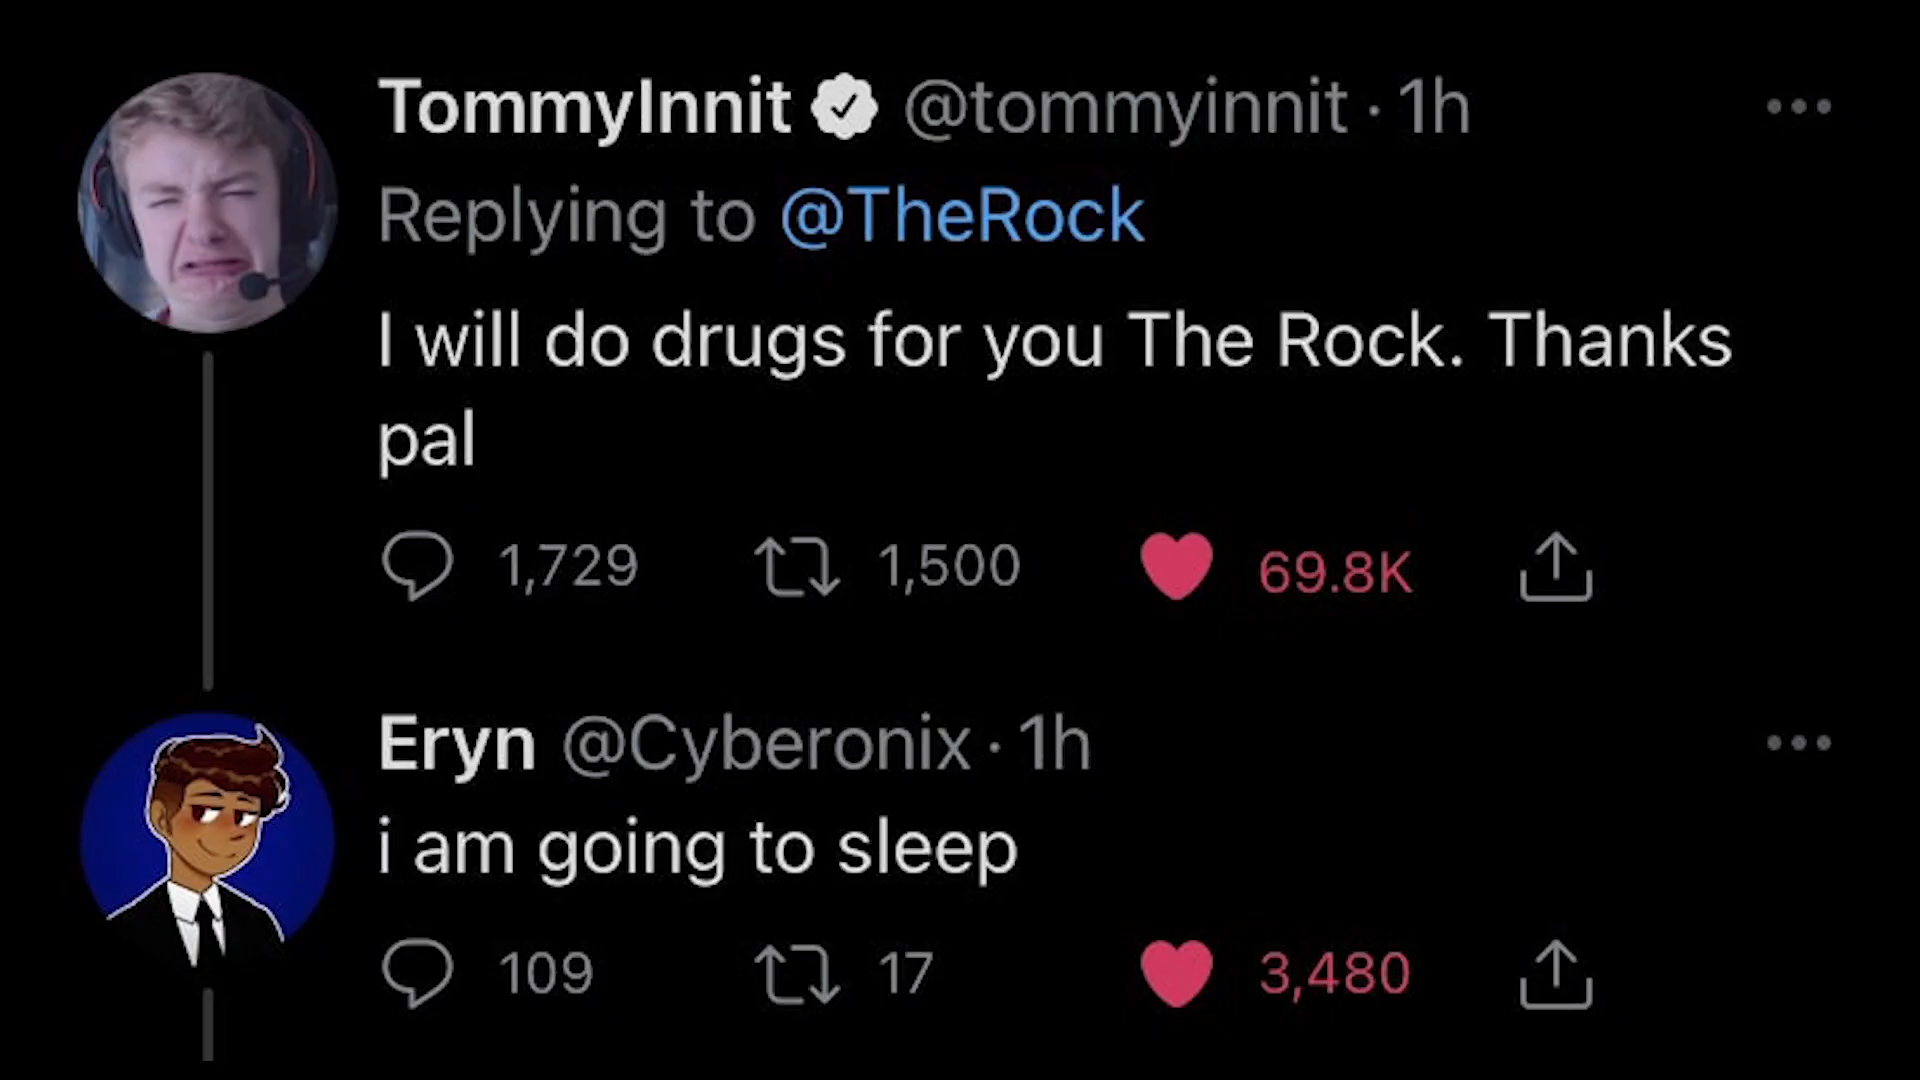 TommyInnit @tommyinnit · 1h
Replying to @TheRock
I will do drugs for you The Rock. Thanks
pal
1,729 1,500 69.8K
Eryn @Cyberonix · 1h
i am going to sleep
109 17 3,480